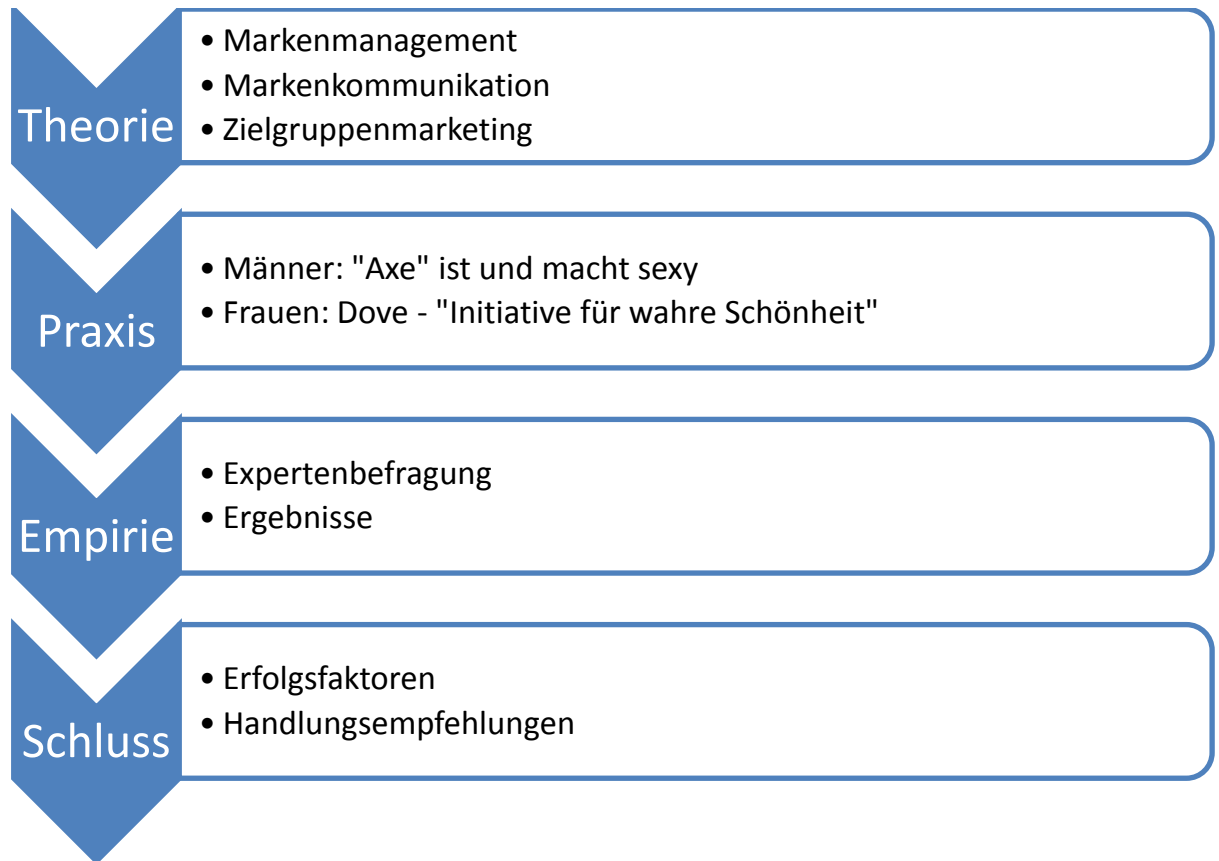 Theorie
• Markenmanagement
• Markenkommunikation
• Zielgruppenmarketing
Praxis
• Männer: "Axe" ist und macht sexy
• Frauen: Dove - "Initiative für wahre Schönheit"
Empirie
• Expertenbefragung
• Ergebnisse
Schluss
• Erfolgsfaktoren
• Handlungsempfehlungen